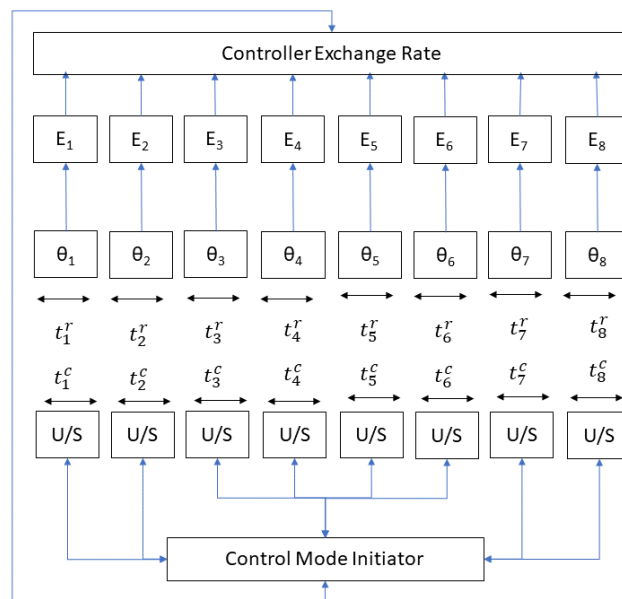 Controller Exchange Rate
E₁ E₂ E₃ E₄ E₅ E₆ E₇ E₈
θ₁ θ₂ θ₃ θ₄ θ₅ θ₆ θ₇ θ₈
t₁ʳ t₂ʳ t₃ʳ t₄ʳ t₅ʳ t₆ʳ t₇ʳ t₈ʳ
t₁ᶜ t₂ᶜ t₃ᶜ t₄ᶜ t₅ᶜ t₆ᶜ t₇ᶜ t₈ᶜ
U/S U/S U/S U/S U/S U/S U/S U/S
Control Mode Initiator